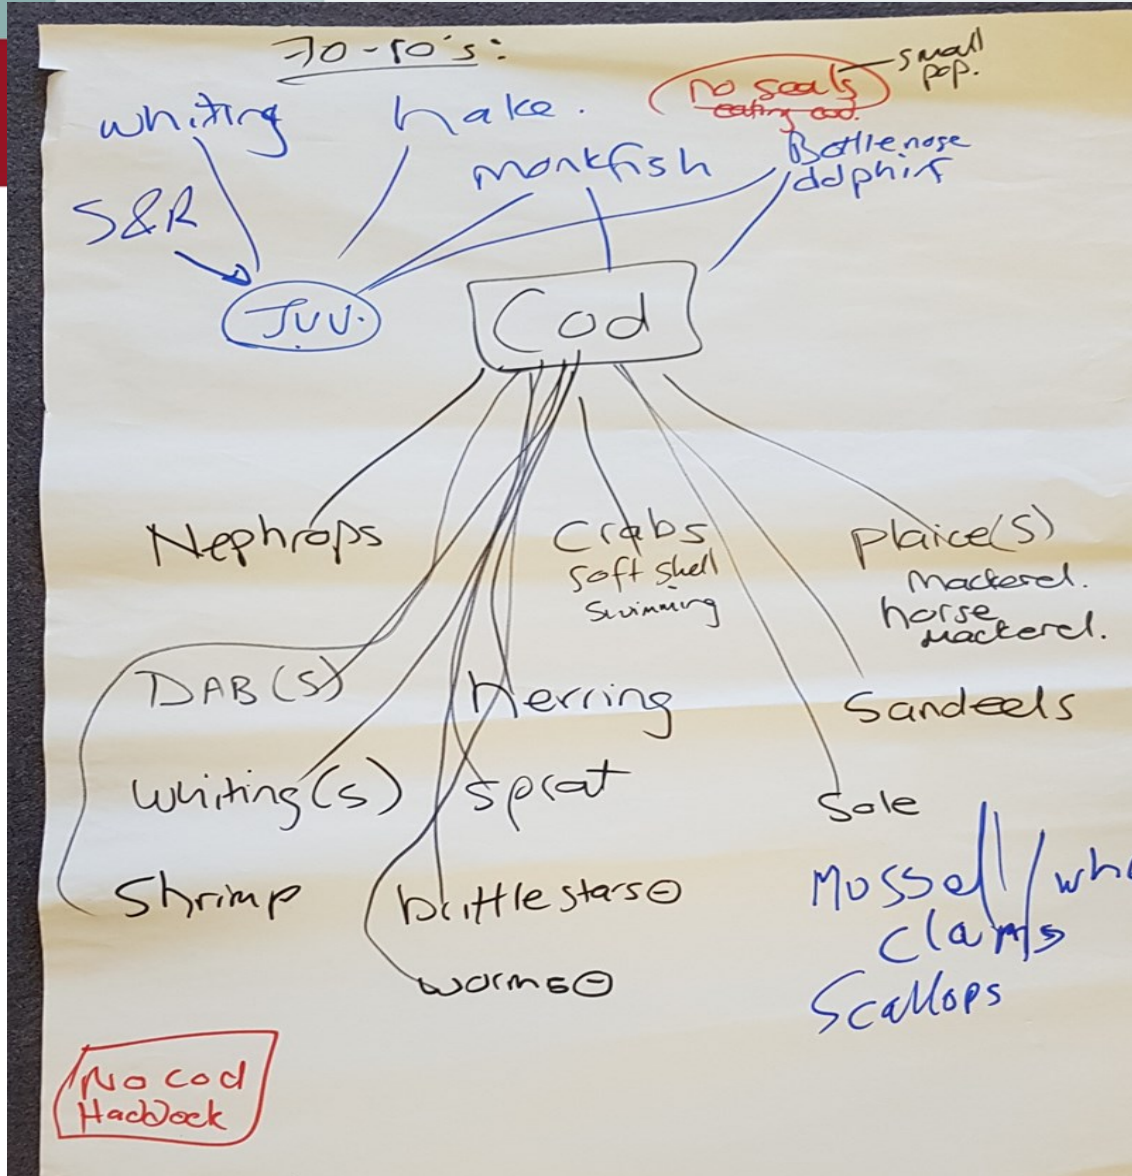 70-80's:
small
pop.
no seals
eating cod.
whiting
hake.
monkfish
Bottlenose
dolphins
S&R
Juv.
Cod
Nephrops
Crabs
soft shell
swimming
plaice(s)
mackerel.
horse
mackerel.
DAB(S)
Herring
Sandeels
whiting(s)
sprat
Sole
Shrimp
brittlestars
worms
Mussel/
clams
Scallops
No cod
Haddock